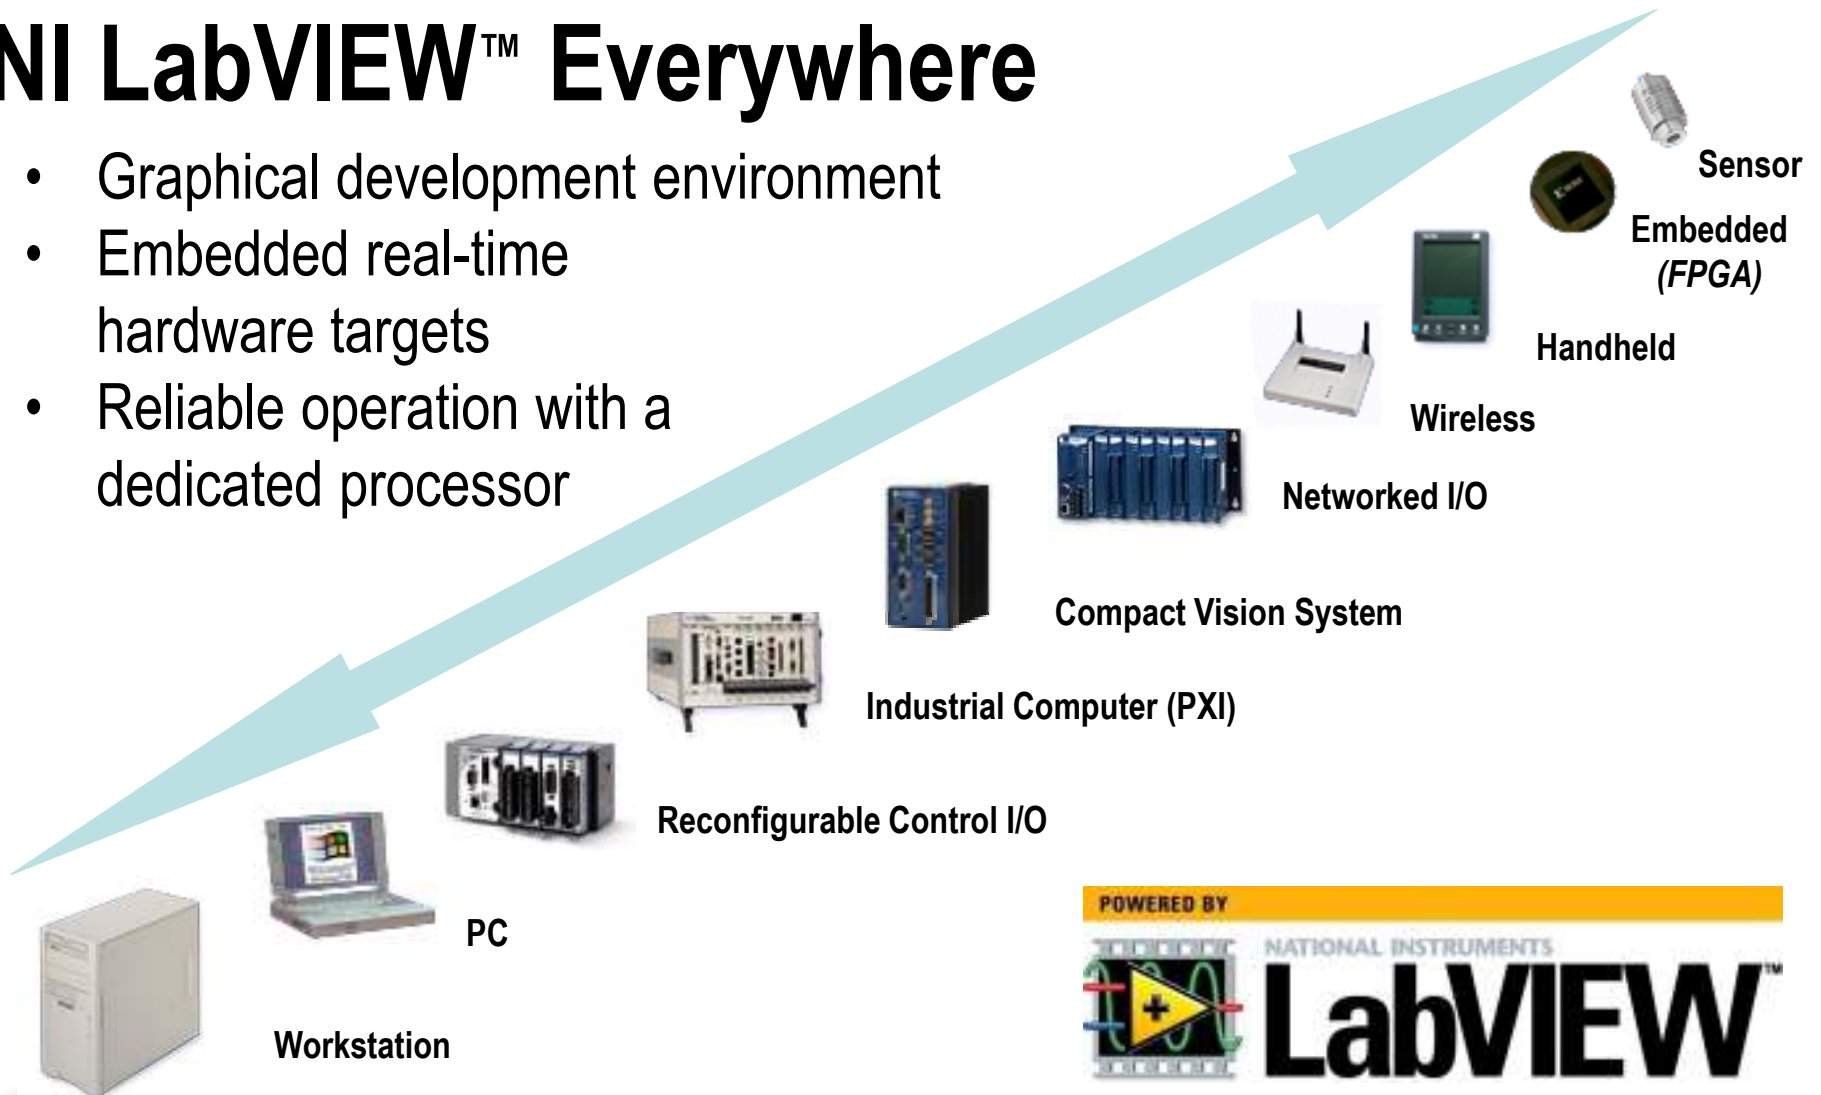 NI LabVIEW™ Everywhere
• Graphical development environment
• Embedded real-time
hardware targets
• Reliable operation with a
dedicated processor
Sensor
Embedded
(FPGA)
Handheld
Wireless
Networked I/O
Compact Vision System
Industrial Computer (PXI)
Reconfigurable Control I/O
PC
Workstation
POWERED BY
NATIONAL INSTRUMENTS
LabVIEW™